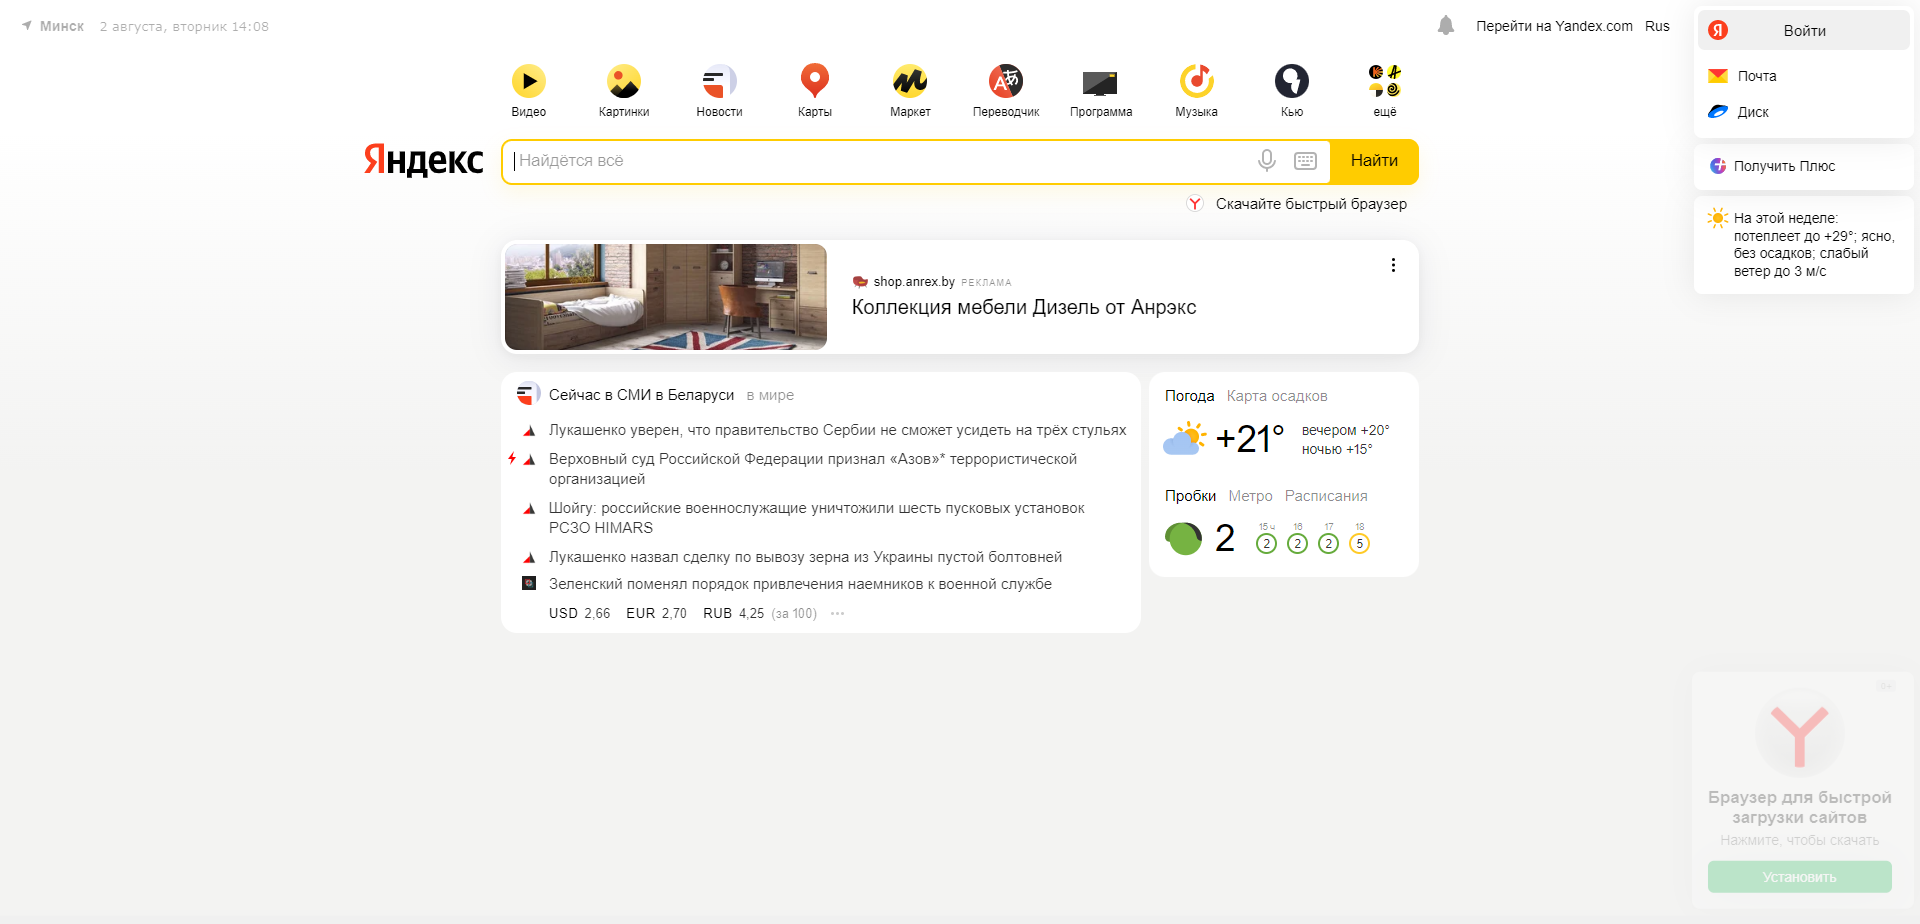 Минск 2 августа, вторник 14:08
Перейти на Yandex.com Rus
Войти
Почта
Диск
Получить Плюс
На этой неделе:
потеплеет до +29°; ясно,
без осадков; слабый
ветер до 3 м/с
Видео Картинки Новости Карты Маркет Переводчик Программа Музыка Кью ещё
Яндекс Найдётся всё Найти
Скачайте быстрый браузер
shop.anrex.by РЕКЛАМА
Коллекция мебели Дизель от Анрэкс
Сейчас в СМИ в Беларуси в мире
Лукашенко уверен, что правительство Сербии не сможет усидеть на трёх стульях
Верховный суд Российской Федерации признал «Азов»* террористической
организацией
Шойгу: российские военнослужащие уничтожили шесть пусковых установок
РСЗО HIMARS
Лукашенко назвал сделку по вывозу зерна из Украины пустой болтовней
Зеленский поменял порядок привлечения наемников к военной службе
USD 2,66 EUR 2,70 RUB 4,25 (за 100) ···
Погода Карта осадков
+21° вечером +20°
ночью +15°
Пробки Метро Расписания
15 ч 16 17 18
2 2 2 2 5
Браузер для быстрой
загрузки сайтов
Нажмите, чтобы скачать
Установить